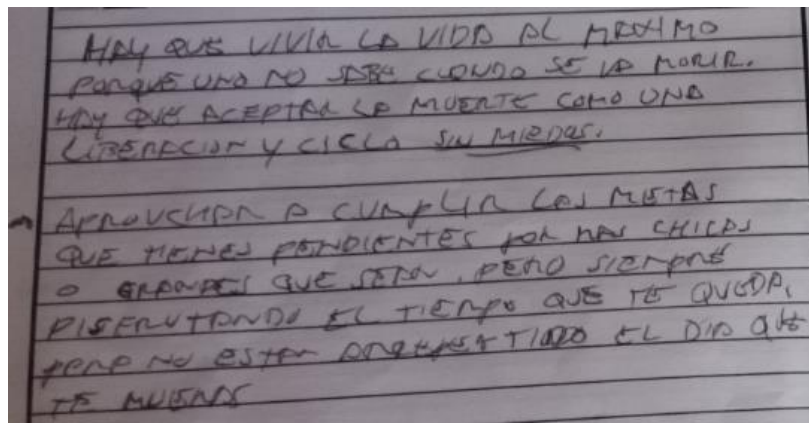 HAY QUE VIVIR LA VIDA AL MAXIMO
PORQUE UNO NO SABE CUANDO SE VA MORIR.
HAY QUE ACEPTAR LA MUERTE COMO UNA
LIBERACION Y CICLO SIN MIEDOS.
APROVECHAR A CUMPLIR LAS METAS
QUE TIENES PENDIENTES POR MAS CHICAS
O GRANDES QUE SEAN, PERO SIEMPRE
DISFRUTANDO EL TIEMPO QUE TE QUEDA,
PARA NO ESTAR EL DIA QUE
TE MUERAS